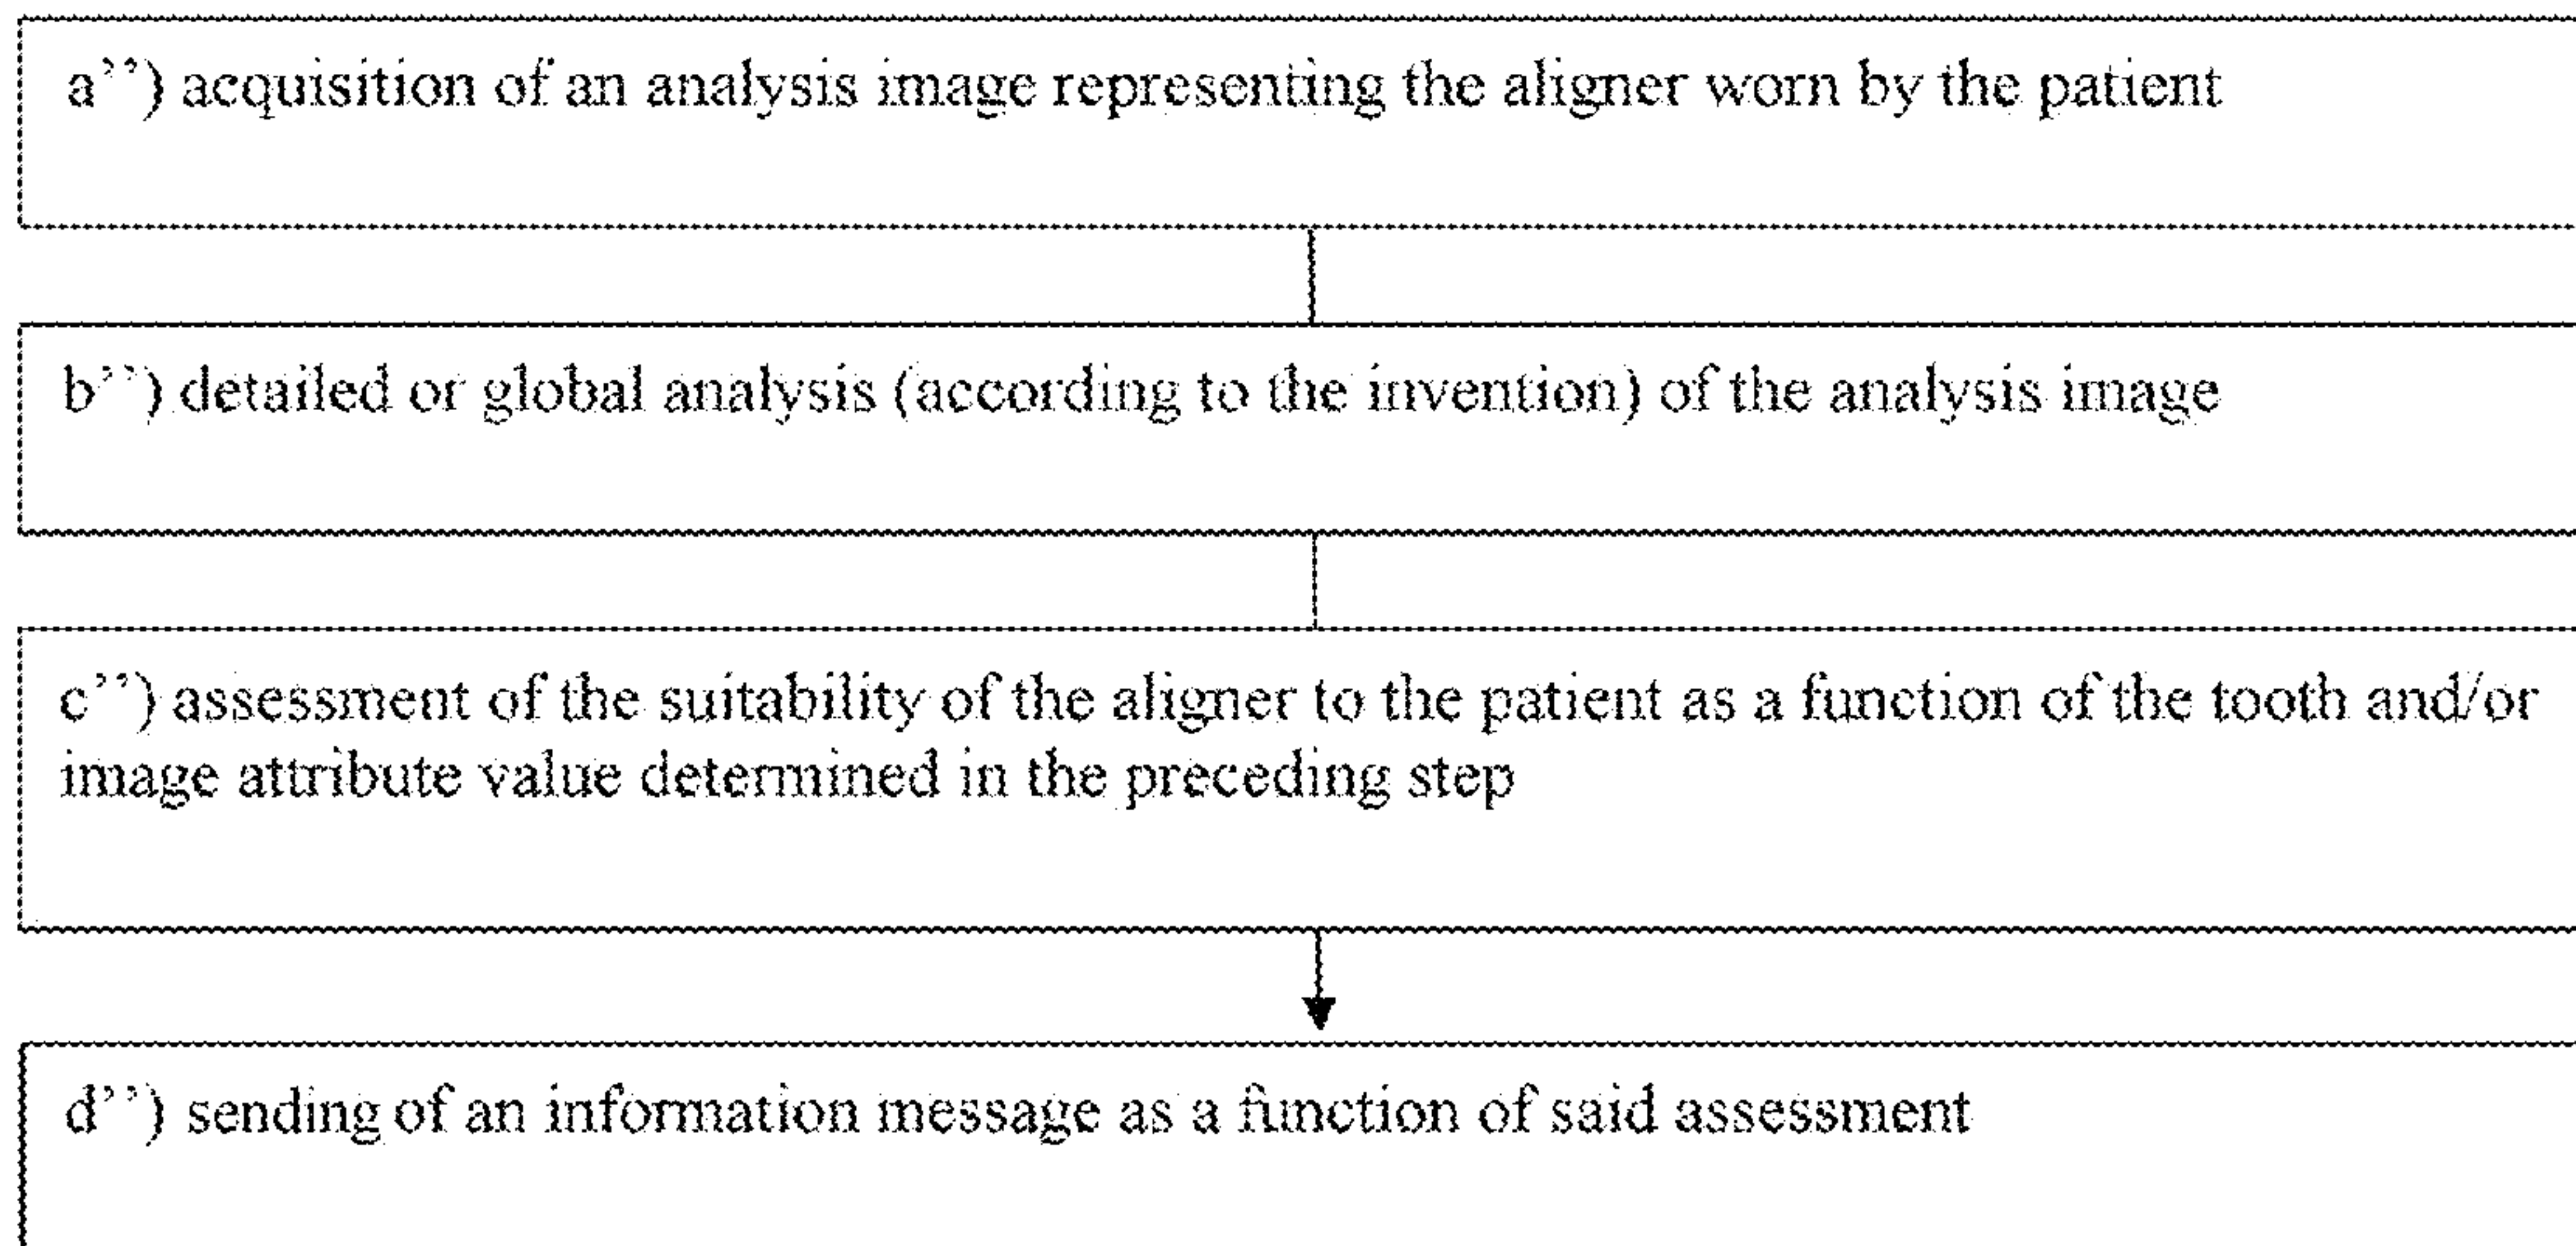 a’’) acquisition of an analysis image representing the aligner worn by the patient
b’’) detailed or global analysis (according to the invention) of the analysis image
c’’) assessment of the suitability of the aligner to the patient as a function of the tooth and/or
image attribute value determined in the preceding step
d’’) sending of an information message as a function of said assessment